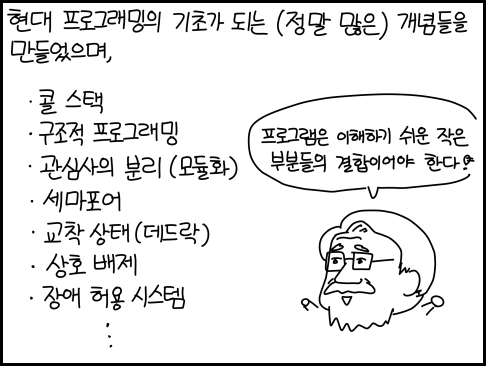 현대 프로그래밍의 기초가 되는 (정말 많은) 개념들을
만들었으며,
· 콜 스택
· 구조적 프로그래밍
· 관심사의 분리 (모듈화)
· 세마포어
· 교착 상태 (데드락)
· 상호 배제
· 장애 허용 시스템
⋮
프로그램은 이해하기 쉬운 작은
부분들의 결합이어야 한다!